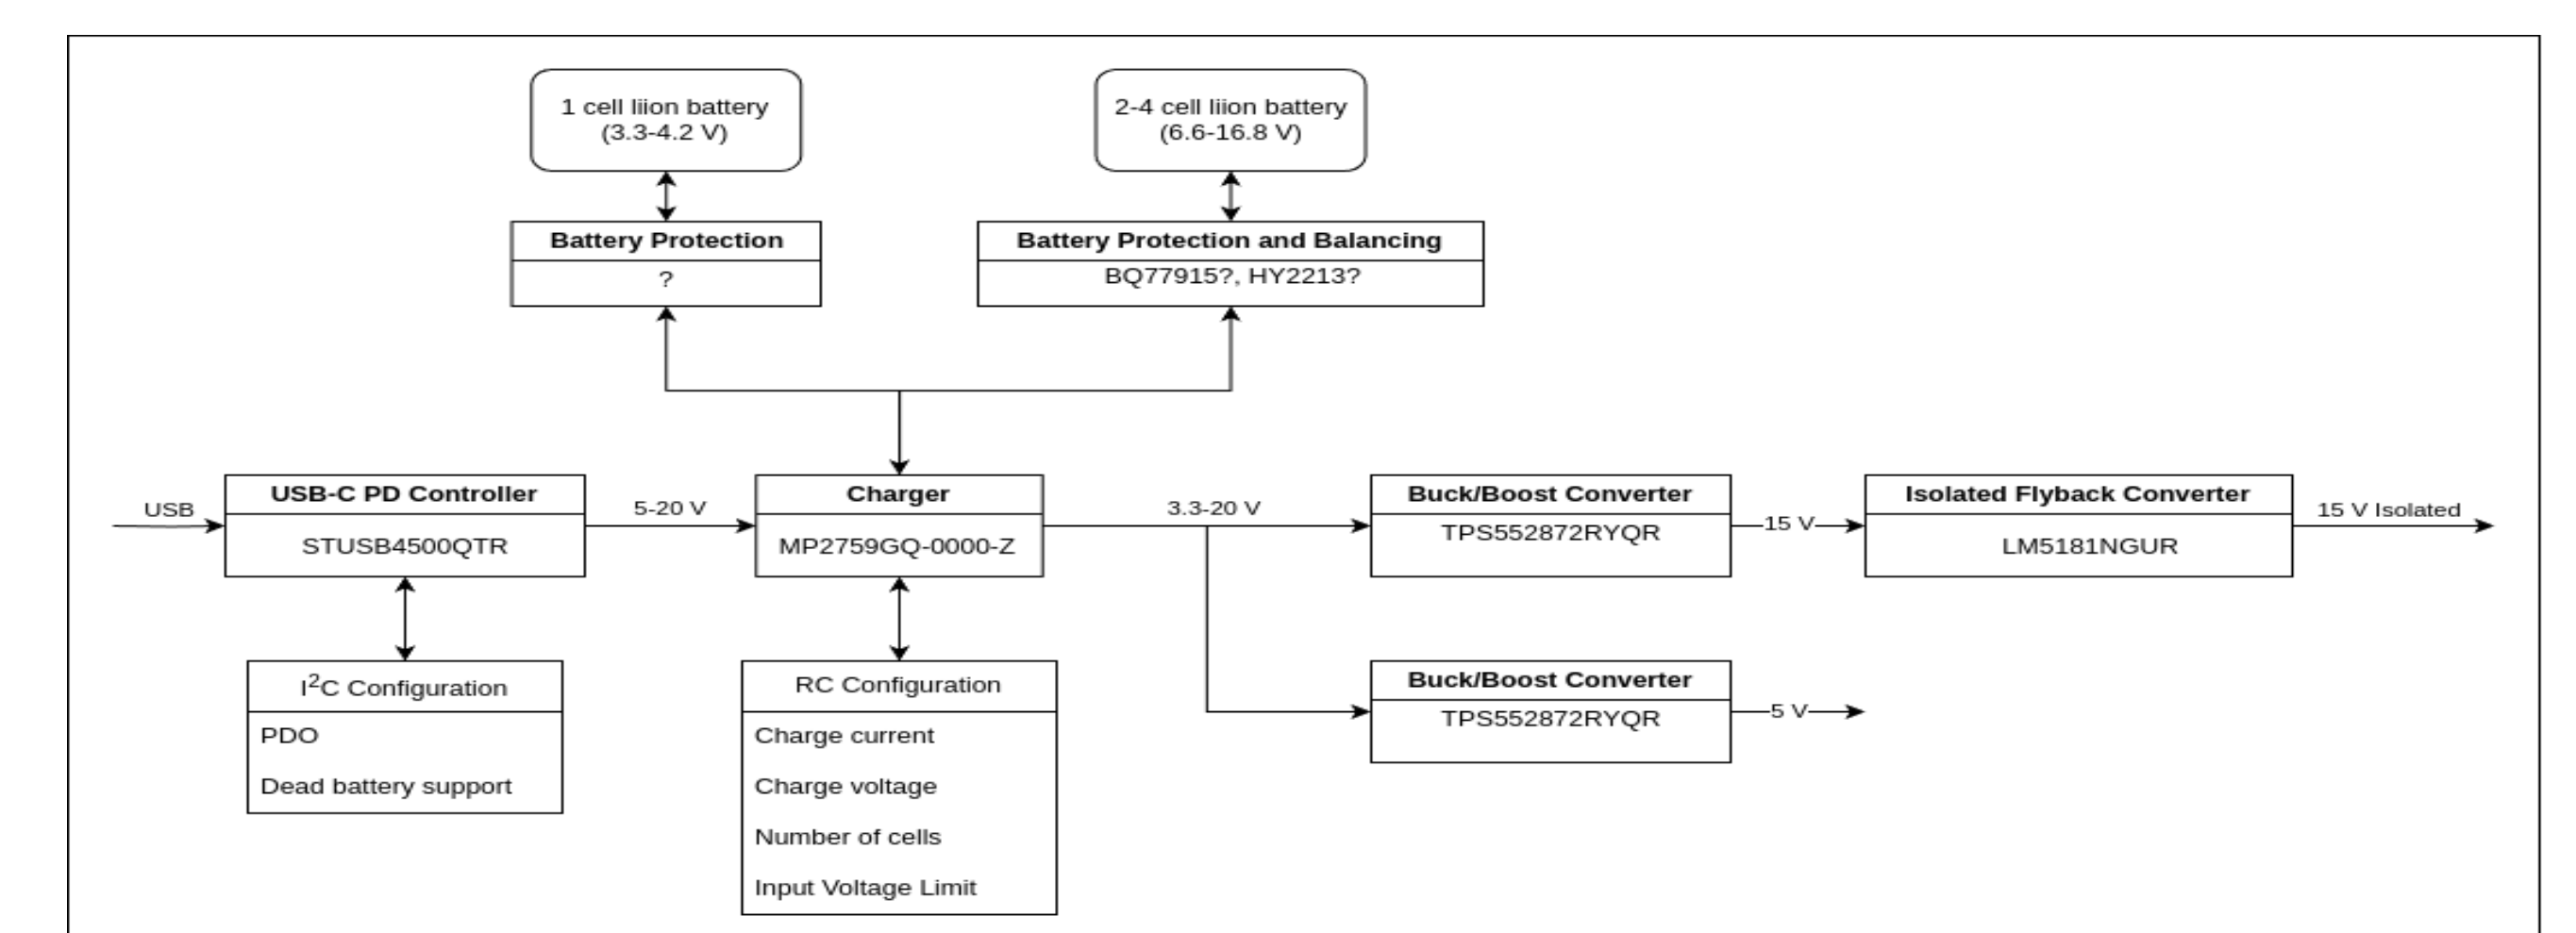 1 cell liion battery
(3.3-4.2 V)
2-4 cell liion battery
(6.6-16.8 V)
Battery Protection
?
Battery Protection and Balancing
BQ77915?, HY2213?
USB
USB-C PD Controller
STUSB4500QTR
5-20 V
Charger
MP2759GQ-0000-Z
3.3-20 V
Buck/Boost Converter
TPS552872RYQR
15 V
Isolated Flyback Converter
LM5181NGUR
15 V Isolated
I²C Configuration
PDO
Dead battery support
RC Configuration
Charge current
Charge voltage
Number of cells
Input Voltage Limit
Buck/Boost Converter
TPS552872RYQR
5 V